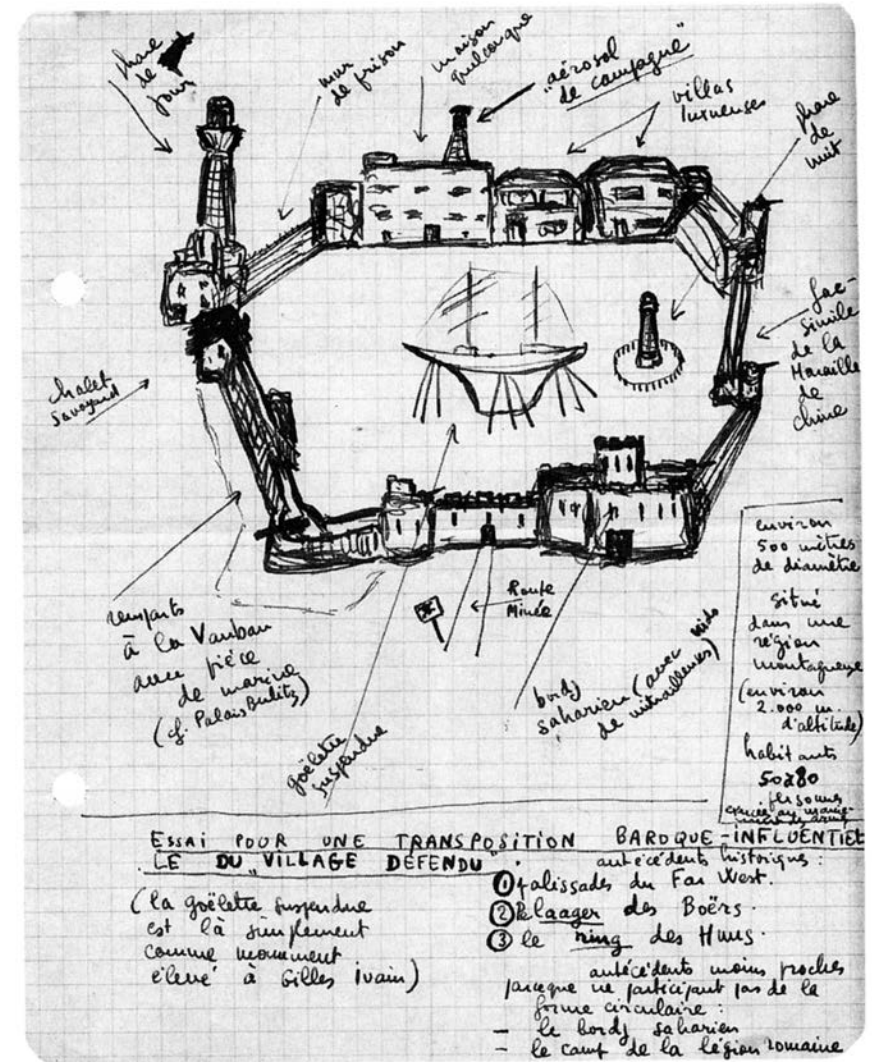 phare
de
jour
mur
de prison
maison
quelconque
"aérosol
de campagne"
villas
luxueuses
phare
de
nuit
fac-
simile
de la
Muraille
de
chine
chalet
savoyard
remparts
à la Vauban
avec pièce
de marine
(cf. Palais Bulitz)
goëlette
suspendue
Route
Minée
bordj
saharien (avec nids
de mitrailleuses)
environ
500 mètres
de diamètre
situé
dans une
région
montagneuse
(environ
2.000 m.
d'altitude)
habitants
50 à 80
personnes
ESSAI POUR UNE TRANSPOSITION BAROQUE-INFLUENTIEL
LE DU "VILLAGE DÉFENDU".
(la goëlette suspendue
est là simplement
comme monument
élevé à Gilles Ivain)
antécédents historiques :
① palissades du Far West.
② le laager des Boërs.
③ le ring des Huns.
antécédents moins proches
parceque ne participant pas de la
forme circulaire :
- le bordj saharien
- le camp de la légion romaine